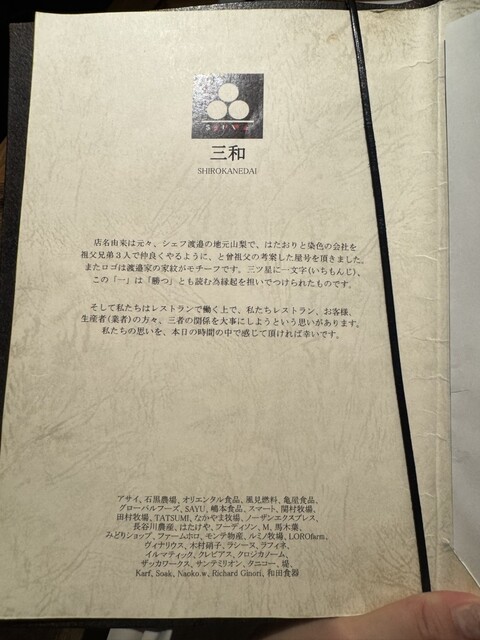 三和
SHIROKANEDAI
店名由来は元々、シェフ渡邉の地元山梨で、はたおりと染色の会社を
祖父兄弟3人で仲良くやるように、と曾祖父の考案した屋号を頂きました。
またロゴは渡邉家の家紋がモチーフです。三ツ星に一文字(いちもんじ)、
この「一」は「勝つ」とも読む為縁起を担いでつけられたものです。
そして私たちはレストランで働く上で、私たちレストラン、お客様、
生産者(業者)の方々、三者の関係を大事にしようという思いがあります。
私たちの思いを、本日の時間の中で感じて頂ければ幸いです。
アサイ、石黒農場、オリエンタル食品、風見燃料、亀屋食品、
グローバルフーズ、SAYU、嶋本食品、スマート、関村牧場、
田村牧場、TATSUMI、なかやま牧場、ノーザンエクスプレス、
長谷川農産、はたけや、フーディソン、M、馬木葉、
みどりショップ、ファームホロ、モンテ物産、ルミノ牧場、LOROfarm、
ヴィナリウス、木村硝子、ラシーヌ、ラフィネ、
イルマティック、クレビアス、クロジカノーム、
ザッカワークス、サンテミリオン、タニコー、堤、
Karf、Soak、Naoko.w、Richard Ginori、和田食器